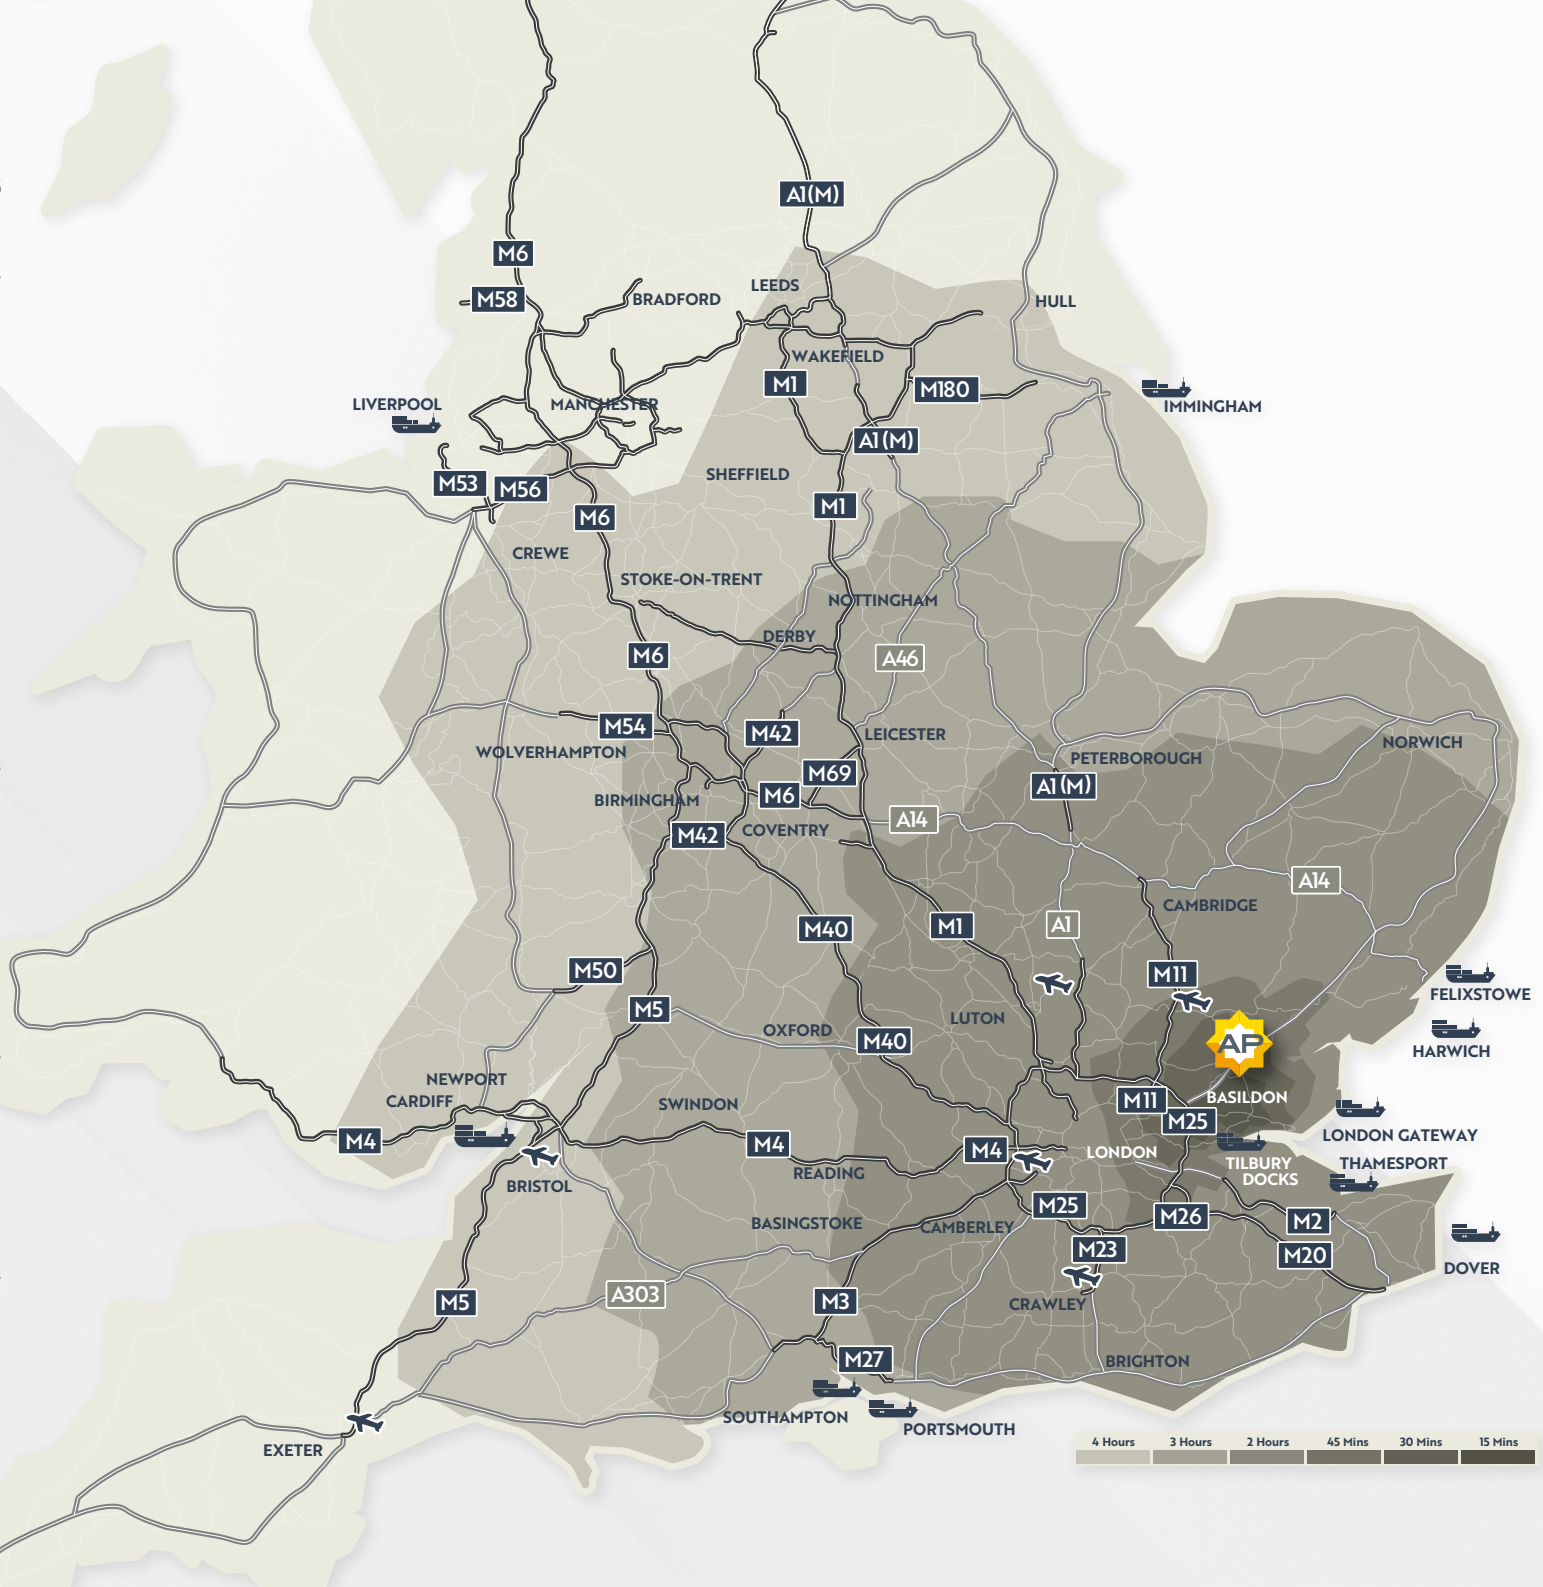 A1(M)
M6
LEEDS
M58
BRADFORD
HULL
WAKEFIELD
M1
M180
LIVERPOOL
MANCHESTER
IMMINGHAM
A1(M)
SHEFFIELD
M53
M56
M1
M6
CREWE
STOKE-ON-TRENT
NOTTINGHAM
DERBY
M6
A46
M54
M42
LEICESTER
NORWICH
WOLVERHAMPTON
PETERBOROUGH
M69
A1(M)
M6
BIRMINGHAM
A14
M42
COVENTRY
A14
CAMBRIDGE
M40
M1
A1
M50
M11
FELIXSTOWE
M5
LUTON
OXFORD
M40
AP
HARWICH
NEWPORT
CARDIFF
SWINDON
M11
BASILDON
M25
LONDON GATEWAY
M4
M4
M4
LONDON
TILBURY
DOCKS
THAMESPORT
READING
BRISTOL
M25
M26
M2
BASINGSTOKE
CAMBERLEY
M23
M20
DOVER
A303
M5
M3
CRAWLEY
M27
BRIGHTON
SOUTHAMPTON
PORTSMOUTH
EXETER
4 Hours
3 Hours
2 Hours
45 Mins
30 Mins
15 Mins